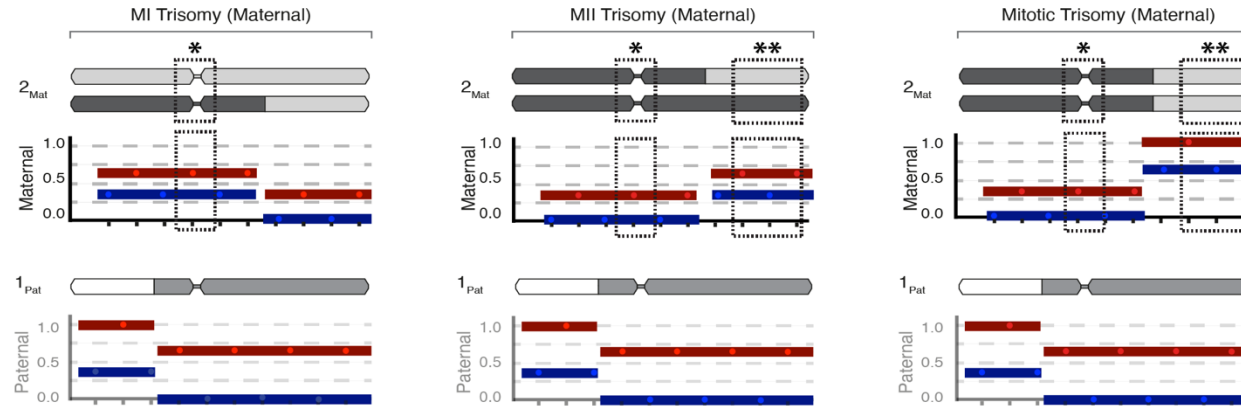 MI Trisomy (Maternal) MII Trisomy (Maternal) Mitotic Trisomy (Maternal)
* * ** * **
2Mat 2Mat 2Mat
1.0 1.0 1.0
Maternal Maternal Maternal
0.5 0.5 0.5
0.0 0.0 0.0
1Pat 1Pat 1Pat
1.0 1.0 1.0
Paternal Paternal Paternal
0.5 0.5 0.5
0.0 0.0 0.0